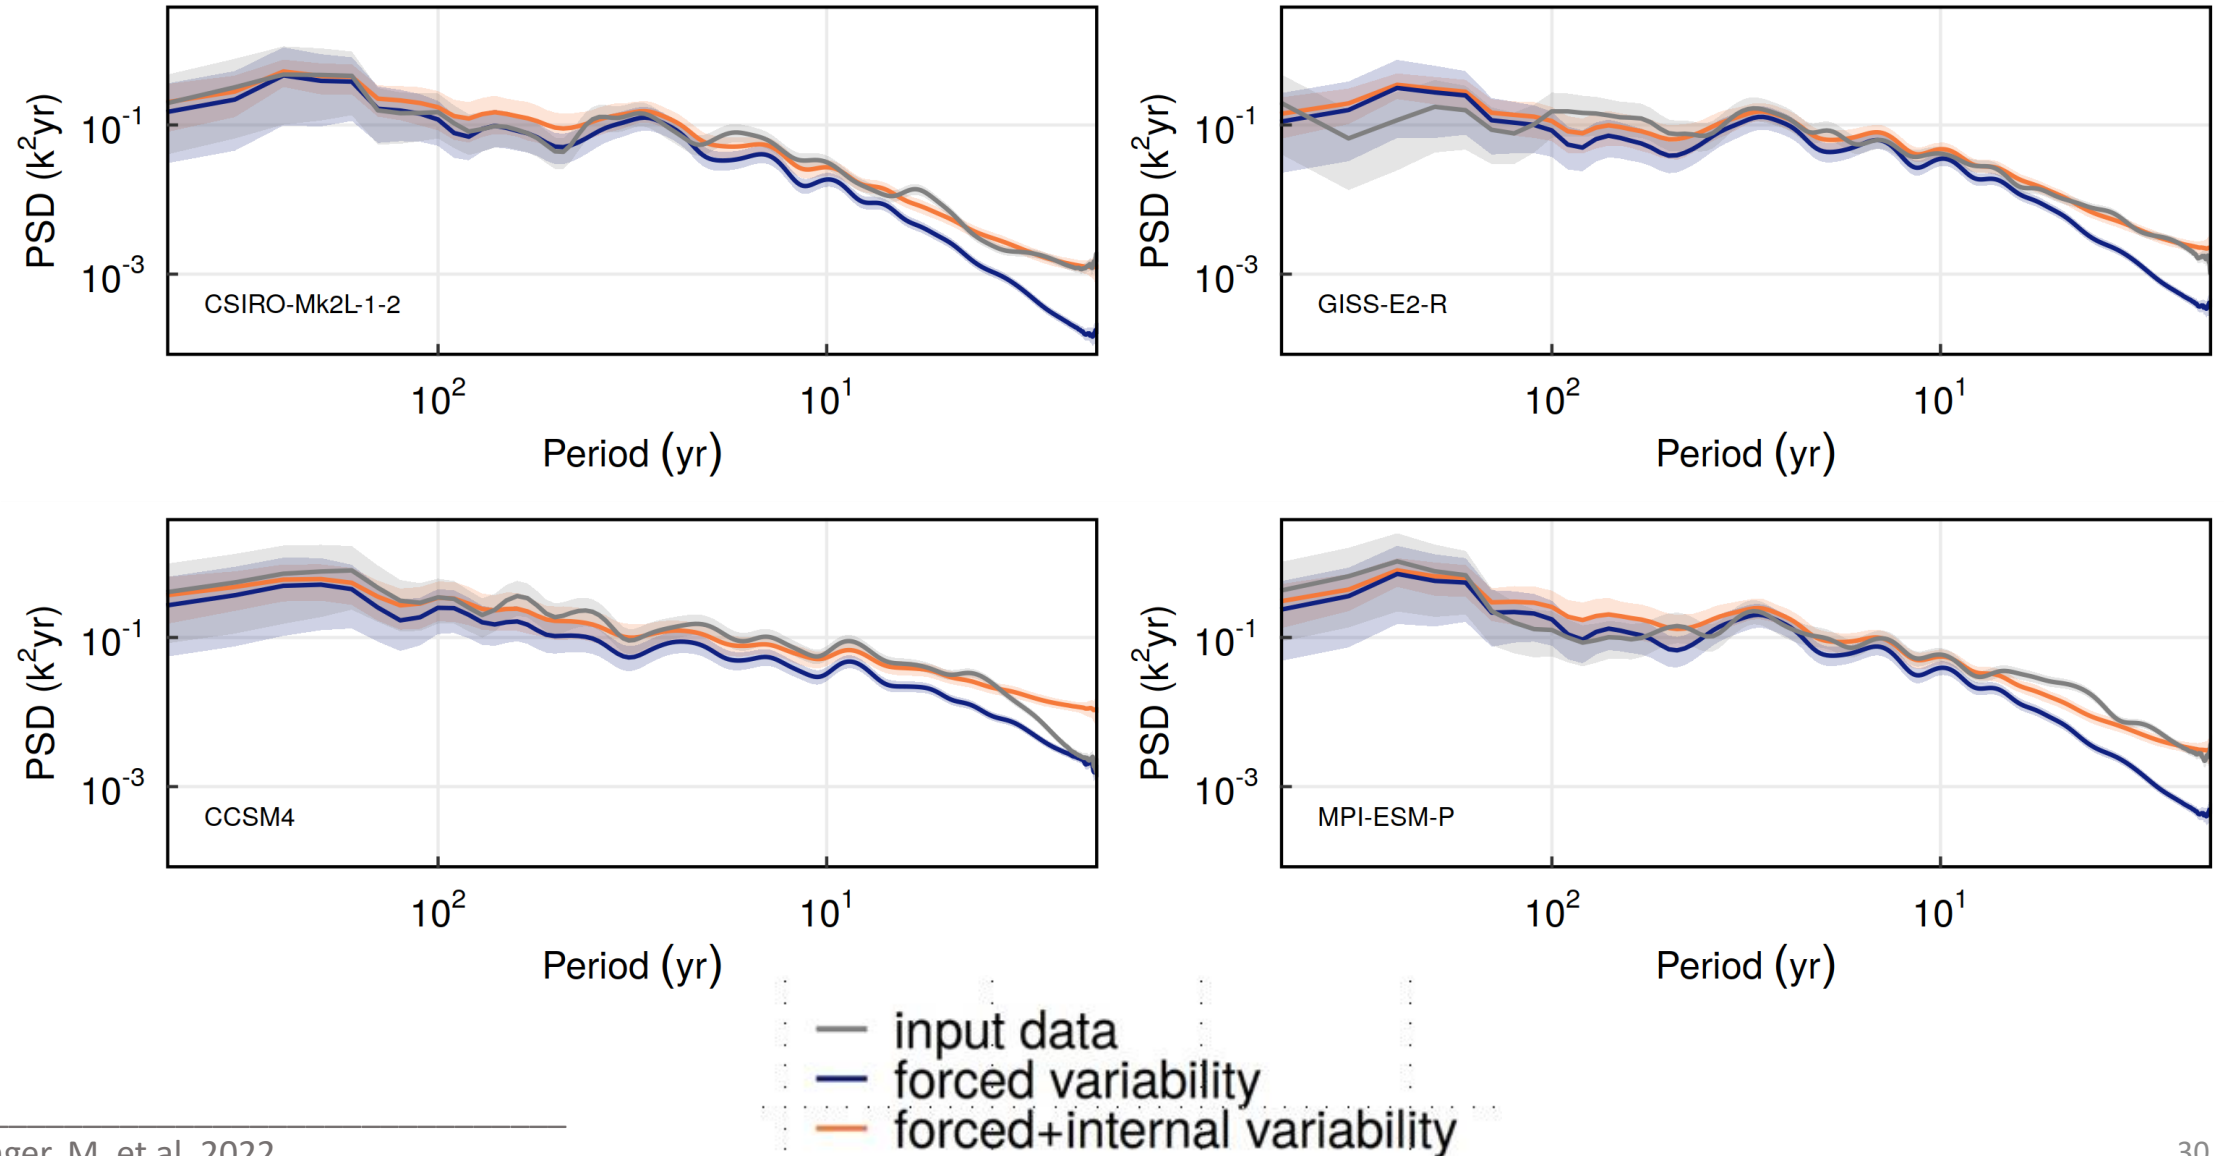 PSD (k²yr)
10⁻¹
10⁻³
CSIRO-Mk2L-1-2
10² 10¹
Period (yr)
PSD (k²yr)
10⁻¹
10⁻³
GISS-E2-R
10² 10¹
Period (yr)
PSD (k²yr)
10⁻¹
10⁻³
CCSM4
10² 10¹
Period (yr)
PSD (k²yr)
10⁻¹
10⁻³
MPI-ESM-P
10² 10¹
Period (yr)
input data
forced variability
forced+internal variability
M. et al. 2022
30